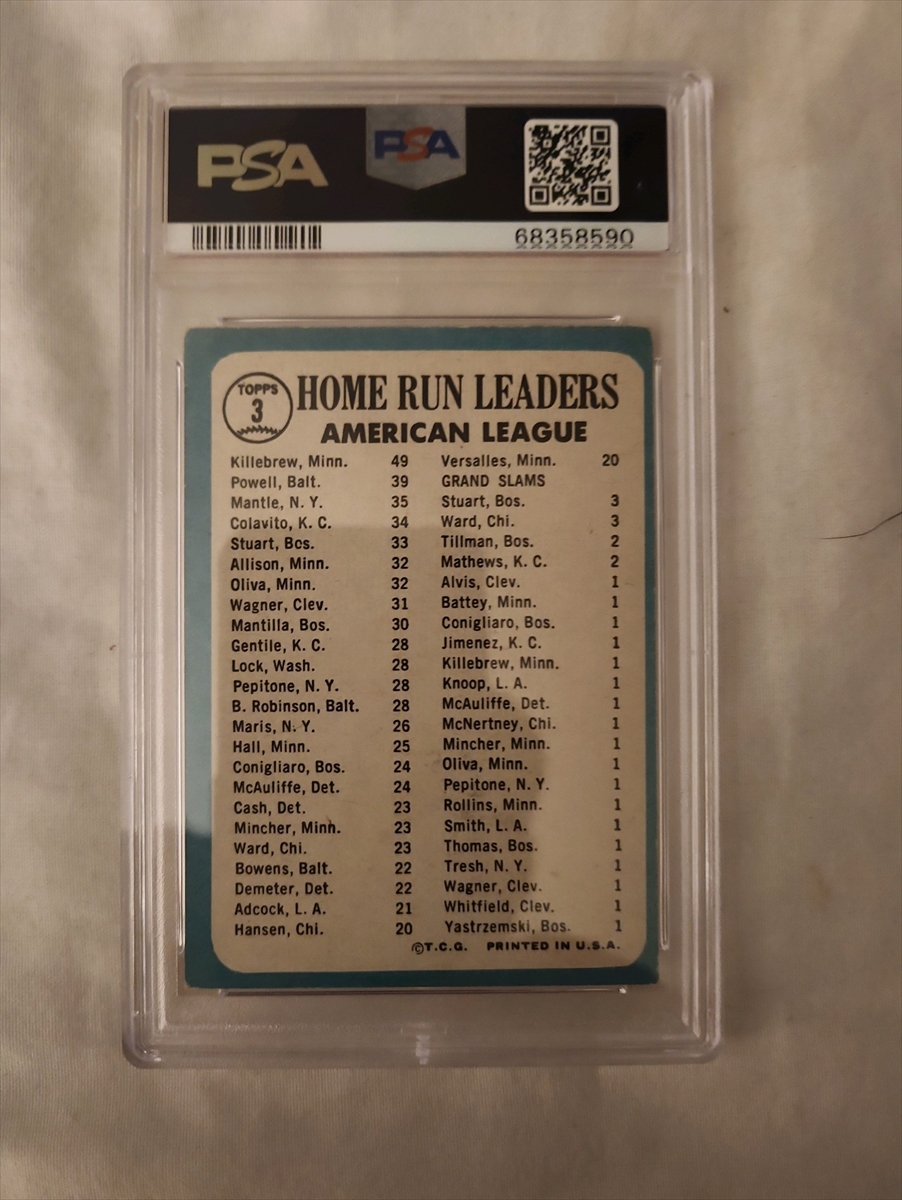 PSA
PSA
68358590
TOPPS
3
HOME RUN LEADERS
AMERICAN LEAGUE
Killebrew, Minn. 49
Powell, Balt. 39
Mantle, N. Y. 35
Colavito, K. C. 34
Stuart, Bos. 33
Allison, Minn. 32
Oliva, Minn. 32
Wagner, Clev. 31
Mantilla, Bos. 30
Gentile, K. C. 28
Lock, Wash. 28
Pepitone, N. Y. 28
B. Robinson, Balt. 28
Maris, N. Y. 26
Hall, Minn. 25
Conigliaro, Bos. 24
McAuliffe, Det. 24
Cash, Det. 23
Mincher, Minn. 23
Ward, Chi. 23
Bowens, Balt. 22
Demeter, Det. 22
Adcock, L. A. 21
Hansen, Chi. 20
Versalles, Minn. 20
GRAND SLAMS
Stuart, Bos. 3
Ward, Chi. 3
Tillman, Bos. 2
Mathews, K. C. 2
Alvis, Clev. 1
Battey, Minn. 1
Conigliaro, Bos. 1
Jimenez, K. C. 1
Killebrew, Minn. 1
Knoop, L. A. 1
McAuliffe, Det. 1
McNertney, Chi. 1
Mincher, Minn. 1
Oliva, Minn. 1
Pepitone, N. Y. 1
Rollins, Minn. 1
Smith, L. A. 1
Thomas, Bos. 1
Tresh, N. Y. 1
Wagner, Clev. 1
Whitfield, Clev. 1
Yastrzemski, Bos. 1
©T.C.G. PRINTED IN U.S.A.